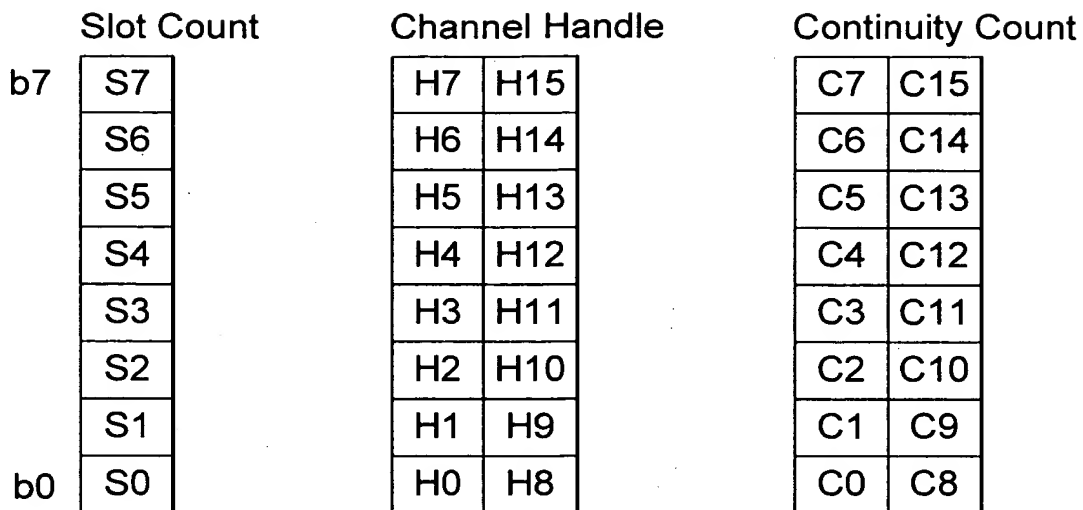 Slot Count Channel Handle Continuity Count
b7 S7 H7 H15 C7 C15
S6 H6 H14 C6 C14
S5 H5 H13 C5 C13
S4 H4 H12 C4 C12
S3 H3 H11 C3 C11
S2 H2 H10 C2 C10
S1 H1 H9 C1 C9
b0 S0 H0 H8 C0 C8